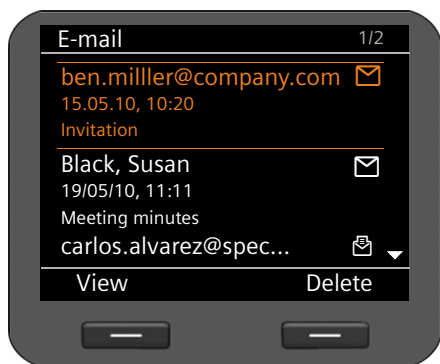 E-mail 1/2
ben.milller@company.com
15.05.10, 10:20
Invitation
Black, Susan
19/05/10, 11:11
Meeting minutes
carlos.alvarez@spec...
View Delete